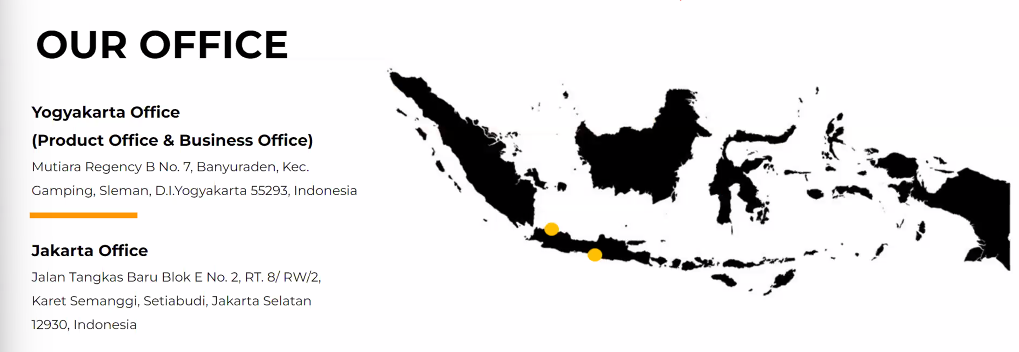 OUR OFFICE
Yogyakarta Office
(Product Office & Business Office)
Mutiara Regency B No. 7, Banyuraden, Kec.
Gamping, Sleman, D.I.Yogyakarta 55293, Indonesia
Jakarta Office
Jalan Tangkas Baru Blok E No. 2, RT. 8/ RW/2,
Karet Semanggi, Setiabudi, Jakarta Selatan
12930, Indonesia